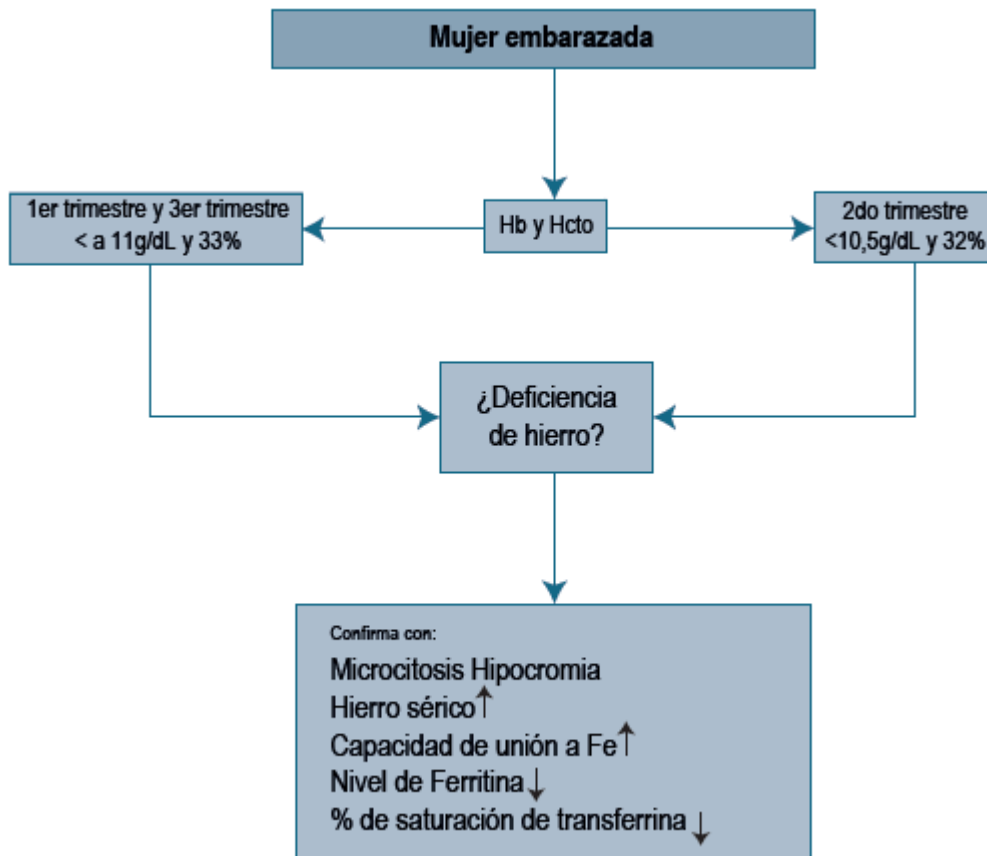 Mujer embarazada
1er trimestre y 3er trimestre
< a 11g/dL y 33%
Hb y Hcto
2do trimestre
<10,5g/dL y 32%
¿Deficiencia
de hierro?
Confirma con:
Microcitosis Hipocromia
Hierro sérico↑
Capacidad de unión a Fe↑
Nivel de Ferritina↓
% de saturación de transferrina↓